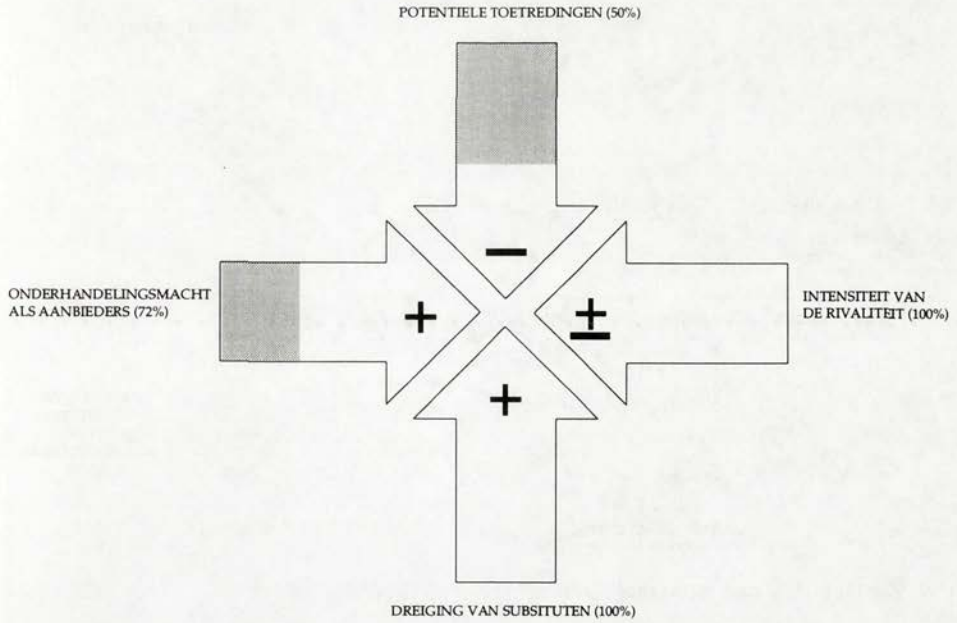 POTENTIELE TOETREDINGEN (50%)
ONDERHANDELINGSMACHT
ALS AANBIEDERS (72%)
INTENSITEIT VAN
DE RIVALITEIT (100%)
DREIGING VAN SUBSITUTEN (100%)